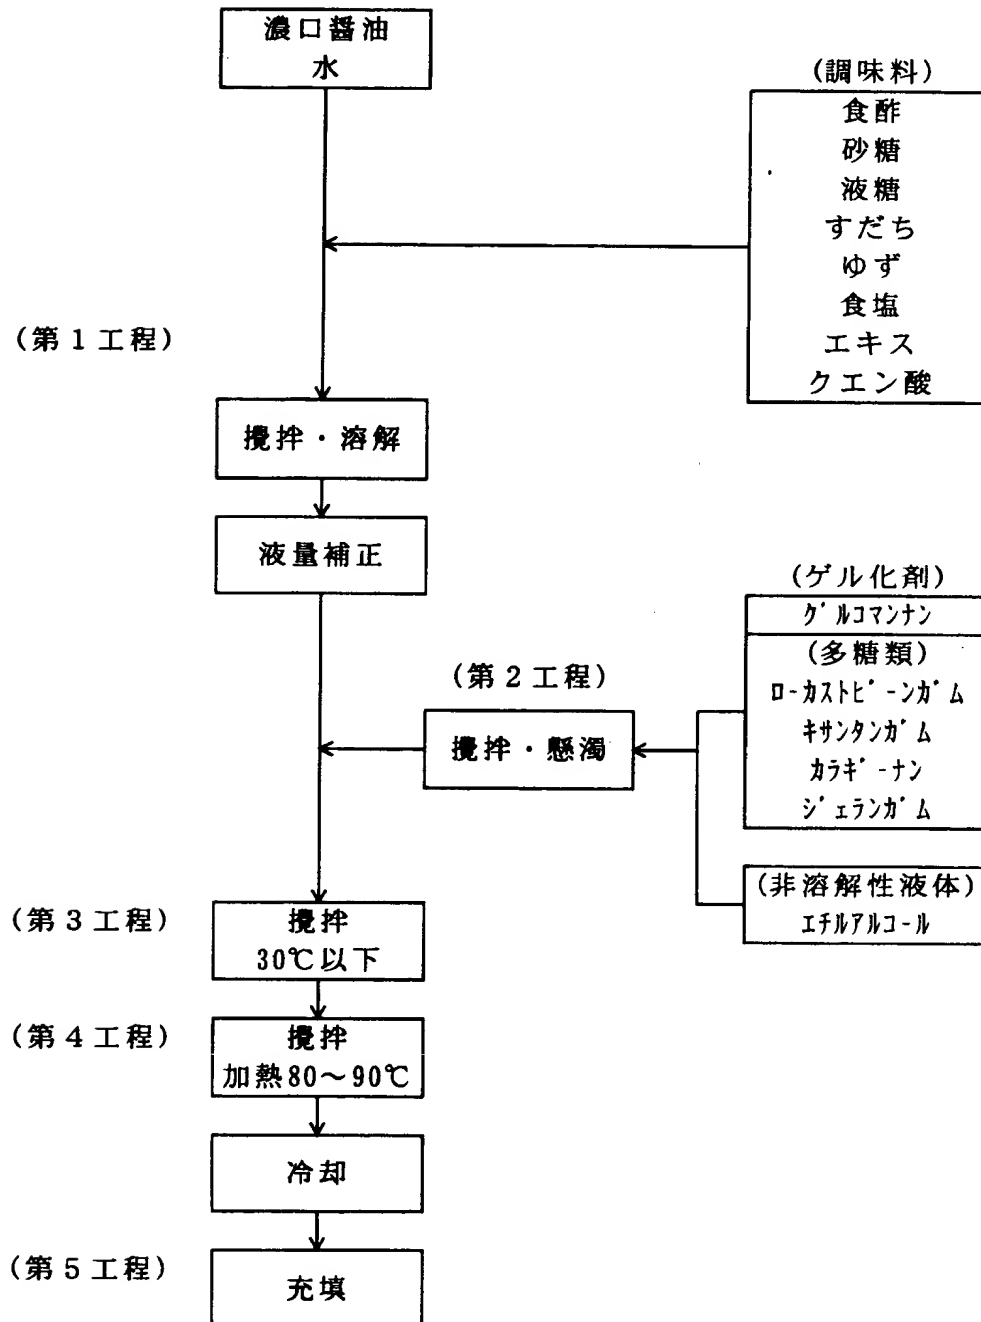 濃口醤油
水
(調味料)
食酢
砂糖
液糖
すだち
ゆず
食塩
エキス
クエン酸
(第1工程)
攪拌・溶解
液量補正
(ゲル化剤)
グルコマンナン
(多糖類)
ローカストビーンガム
キサンタンガム
カラギーナン
ジェランガム
(第2工程)
攪拌・懸濁
(非溶解性液体)
エチルアルコール
(第3工程)
攪拌
30℃以下
(第4工程)
攪拌
加熱80～90℃
冷却
(第5工程)
充填